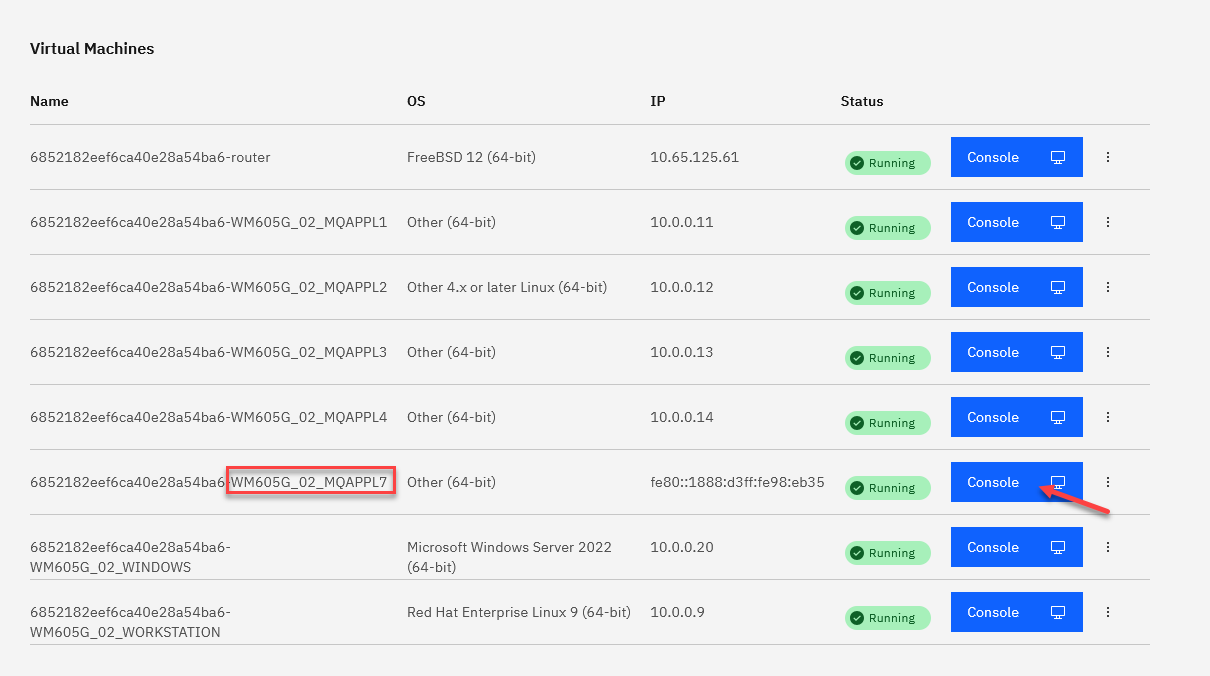 Virtual Machines
Name OS IP Status
6852182eef6ca40e28a54ba6-router FreeBSD 12 (64-bit) 10.65.125.61 Running Console
6852182eef6ca40e28a54ba6-WM605G_02_MQAPPL1 Other (64-bit) 10.0.0.11 Running Console
6852182eef6ca40e28a54ba6-WM605G_02_MQAPPL2 Other 4.x or later Linux (64-bit) 10.0.0.12 Running Console
6852182eef6ca40e28a54ba6-WM605G_02_MQAPPL3 Other (64-bit) 10.0.0.13 Running Console
6852182eef6ca40e28a54ba6-WM605G_02_MQAPPL4 Other (64-bit) 10.0.0.14 Running Console
6852182eef6ca40e28a54ba6-WM605G_02_MQAPPL7 Other (64-bit) fe80::1888:d3ff:fe98:eb35 Running Console
6852182eef6ca40e28a54ba6- Microsoft Windows Server 2022 10.0.0.20 Running Console
WM605G_02_WINDOWS (64-bit)
6852182eef6ca40e28a54ba6- Red Hat Enterprise Linux 9 (64-bit) 10.0.0.9 Running Console
WM605G_02_WORKSTATION